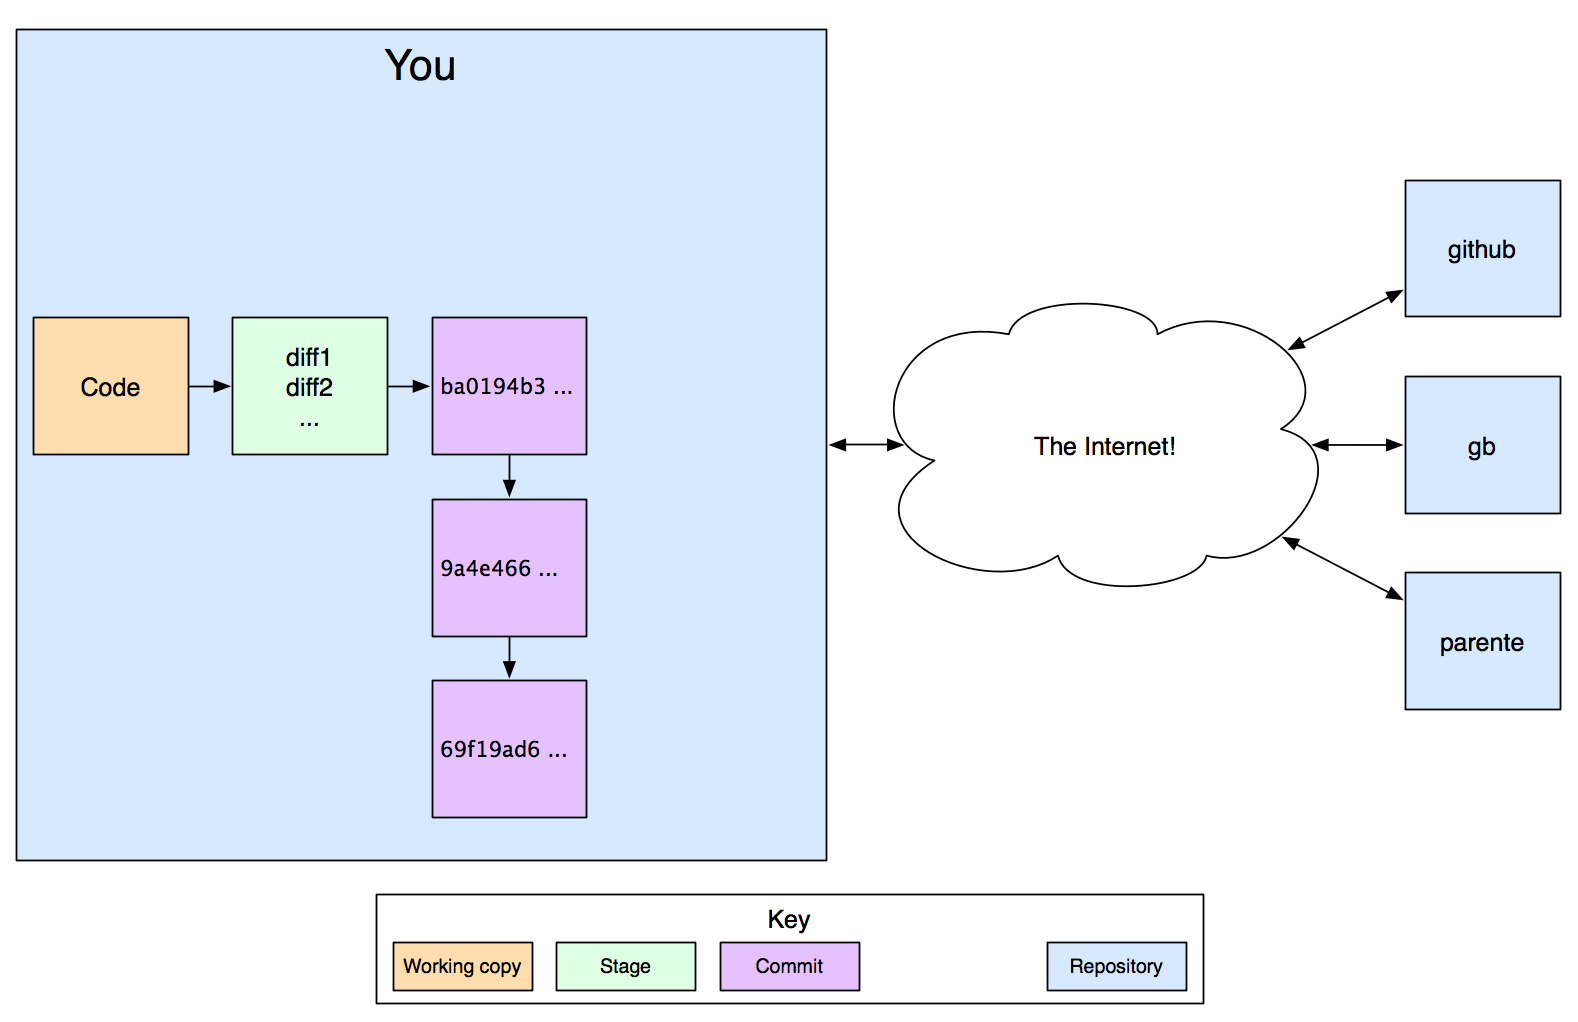 You
Code
diff1
diff2
...
ba0194b3 ...
9a4e466 ...
69f19ad6 ...
The Internet!
github
gb
parente
Key
Working copy
Stage
Commit
Repository